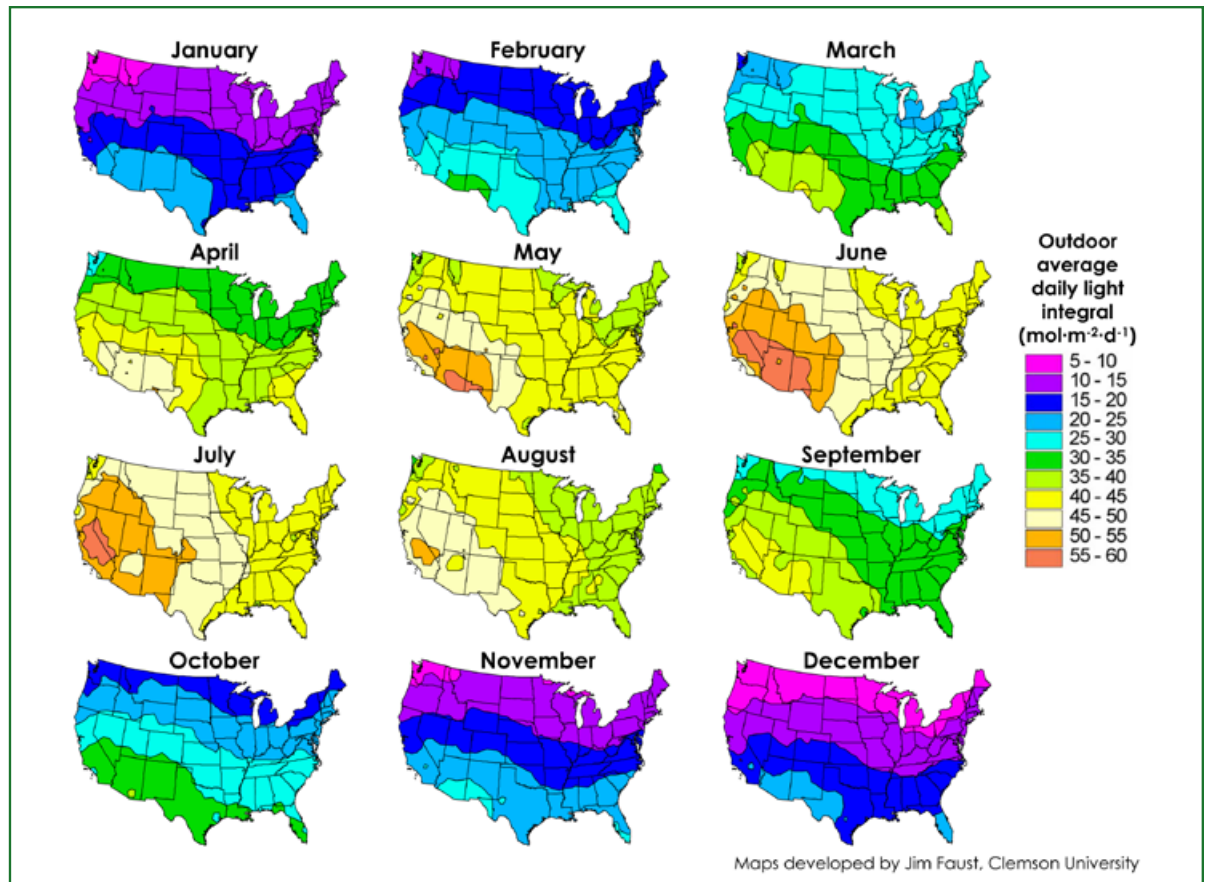 January
February
March
April
May
June
July
August
September
October
November
December
Outdoor
average
daily light
integral
(mol·m-2·d-1)
5 - 10
10 - 15
15 - 20
20 - 25
25 - 30
30 - 35
35 - 40
40 - 45
45 - 50
50 - 55
55 - 60
Maps developed by Jim Faust, Clemson University